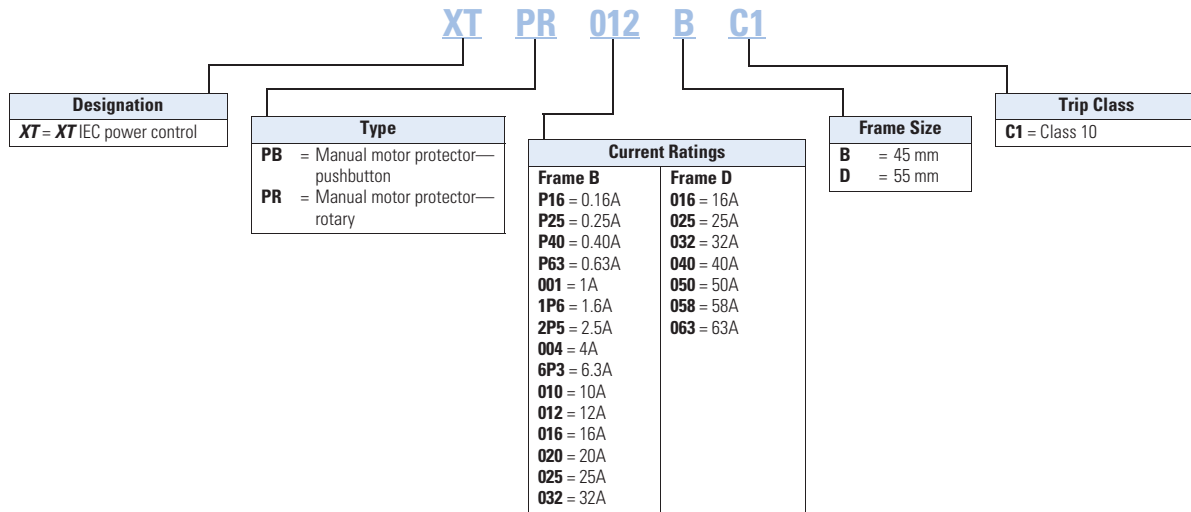 XT PR 012 B C1
Designation
XT = XT IEC power control
Type
PB = Manual motor protector—
pushbutton
PR = Manual motor protector—
rotary
Current Ratings
Frame B
P16 = 0.16A
P25 = 0.25A
P40 = 0.40A
P63 = 0.63A
001 = 1A
1P6 = 1.6A
2P5 = 2.5A
004 = 4A
6P3 = 6.3A
010 = 10A
012 = 12A
016 = 16A
020 = 20A
025 = 25A
032 = 32A
Frame D
016 = 16A
025 = 25A
032 = 32A
040 = 40A
050 = 50A
058 = 58A
063 = 63A
Frame Size
B = 45 mm
D = 55 mm
Trip Class
C1 = Class 10